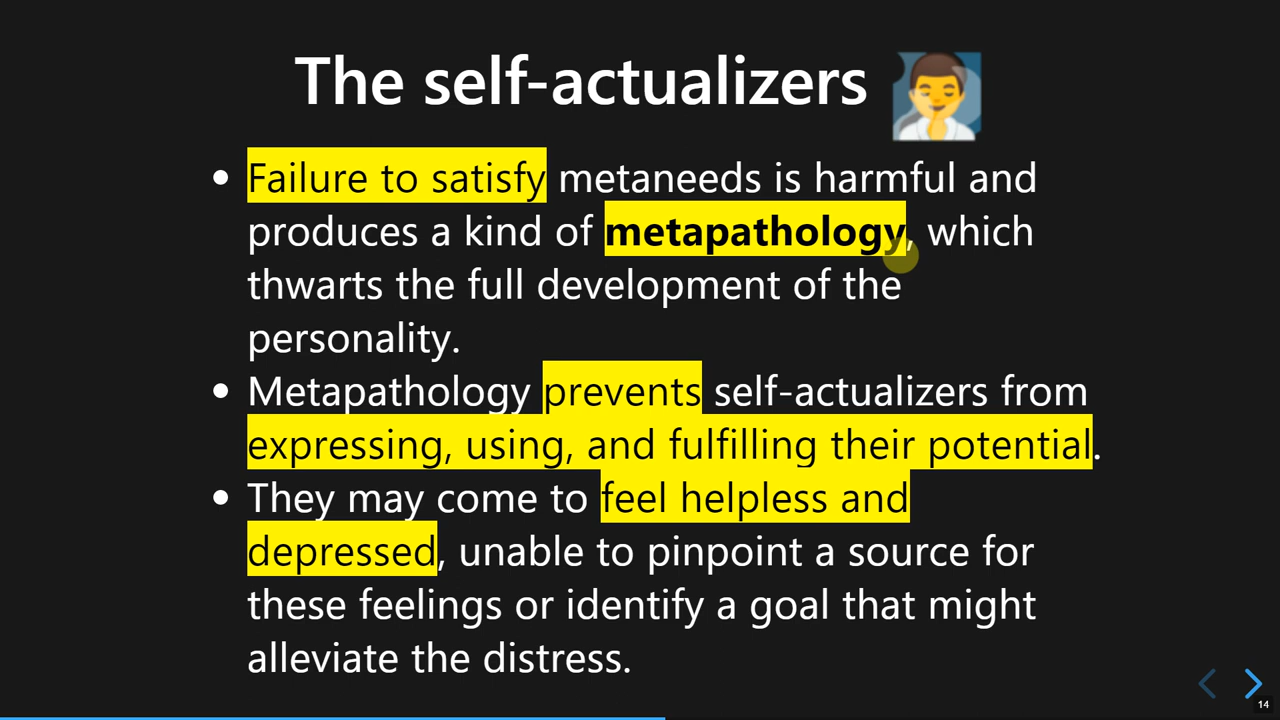 The self-actualizers
• Failure to satisfy metaneeds is harmful and
produces a kind of metapathology, which
thwarts the full development of the
personality.
• Metapathology prevents self-actualizers from
expressing, using, and fulfilling their potential.
• They may come to feel helpless and
depressed, unable to pinpoint a source for
these feelings or identify a goal that might
alleviate the distress.
14